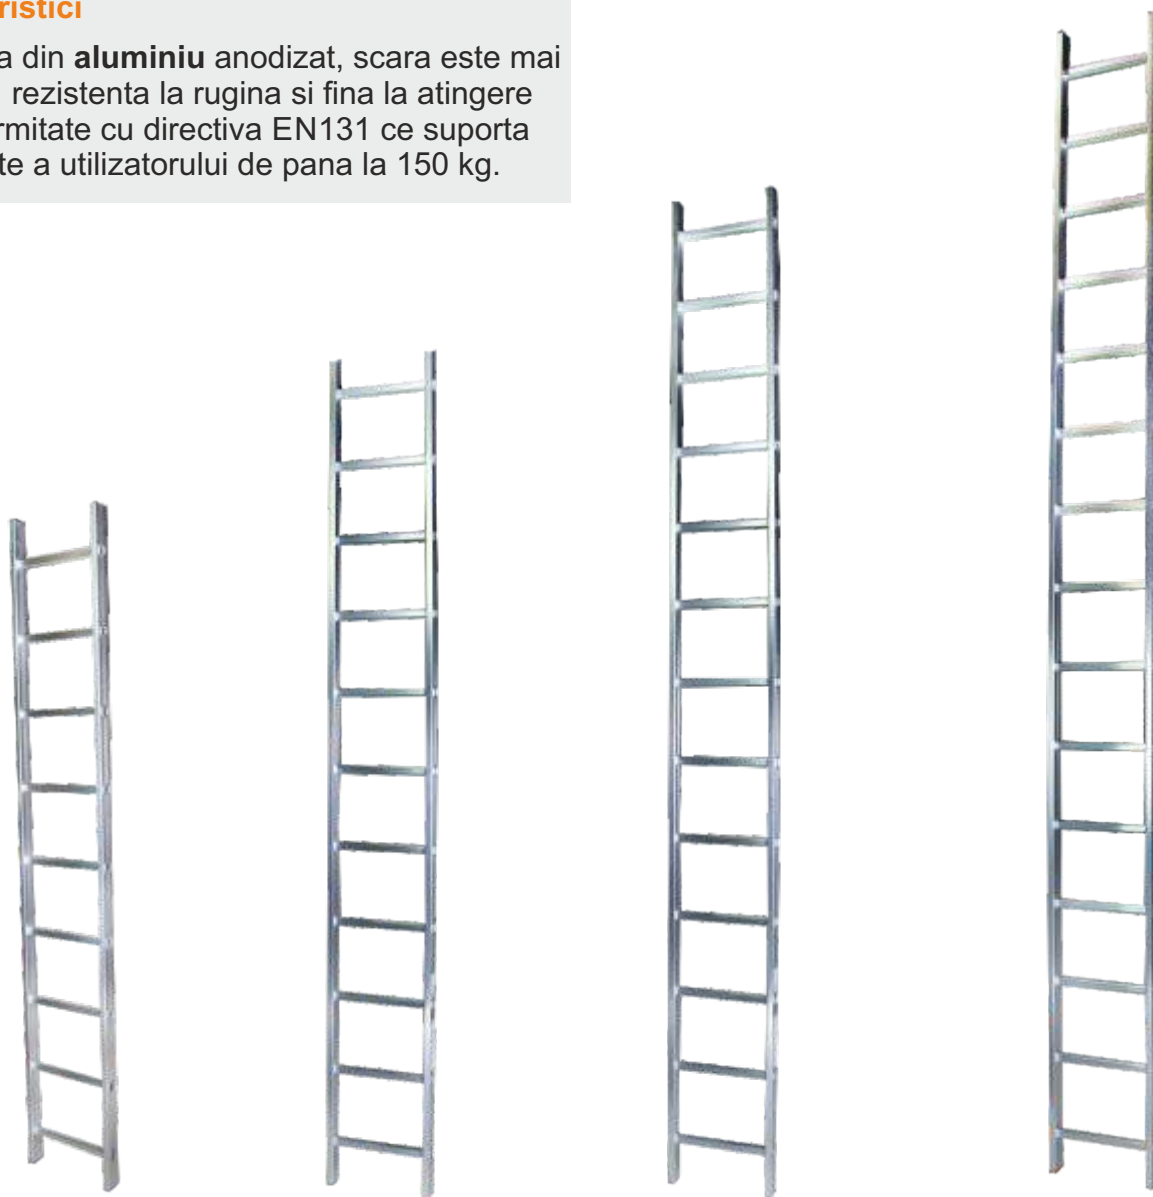 ristici
a din aluminiu anodizat, scara este mai
rezistenta la rugina si fina la atingere
rmitate cu directiva EN131 ce suporta
te a utilizatorului de pana la 150 kg.